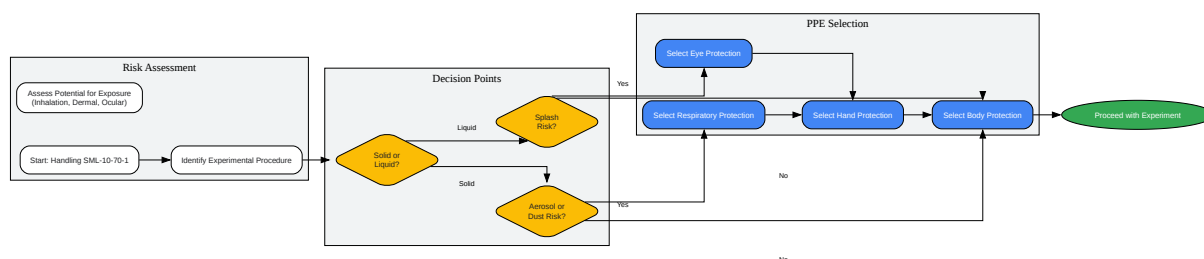 Risk Assessment
Assess Potential for Exposure
(Inhalation, Dermal, Ocular)
Start: Handling SML-10-70-1
Identify Experimental Procedure
Decision Points
Solid or
Liquid?
Liquid
Solid
Splash
Risk?
Aerosol or
Dust Risk?
Yes
Yes
No
No
PPE Selection
Select Eye Protection
Select Respiratory Protection
Select Hand Protection
Select Body Protection
Proceed with Experiment